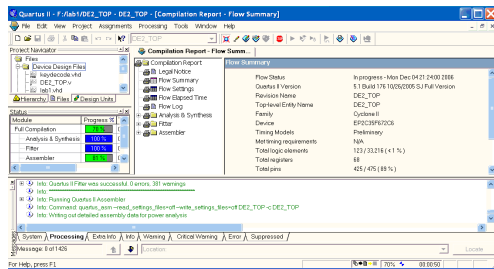 Quartus II - F:/lab1/DE2_TOP - DE2_TOP - [Compilation Report - Flow Summary]
File Edit View Project Assignments Processing Tools Window Help
DE2_TOP
Project Navigator
Files
Device Design Files
keydecode.vhd
DE2_TOP.v
lab1.vhd
Hierarchy Files Design Units
Status
Module Progress %
Full Compilation 78 %
Analysis & Synthesis 100 %
Fitter 100 %
Assembler 91 %
Compilation Report - Flow Summ...
Compilation Report
Legal Notice
Flow Summary
Flow Settings
Flow Elapsed Time
Flow Log
Analysis & Synthesis
Fitter
Assembler
Flow Summary
Flow Status In progress - Mon Dec 04 21:24:00 2006
Quartus II Version 5.1 Build 176 10/26/2005 SJ Full Version
Revision Name DE2_TOP
Top-level Entity Name DE2_TOP
Family Cyclone II
Device EP2C35F672C6
Timing Models Preliminary
Met timing requirements N/A
Total logic elements 123 / 33,216 ( < 1 % )
Total registers 68
Total pins 425 / 475 ( 89 % )
Info: Quartus II Fitter was successful. 0 errors, 381 warnings
Info:
Info: Running Quartus II Assembler
Info: Command: quartus_asm --read_settings_files=off --write_settings_files=off DE2_TOP -c DE2_TOP
Info: Writing out detailed assembly data for power analysis
System Processing Extra Info Info Warning Critical Warning Error Suppressed
Message: 0 of 1426
Location
Locate
For Help, press F1
70% 00:00:50